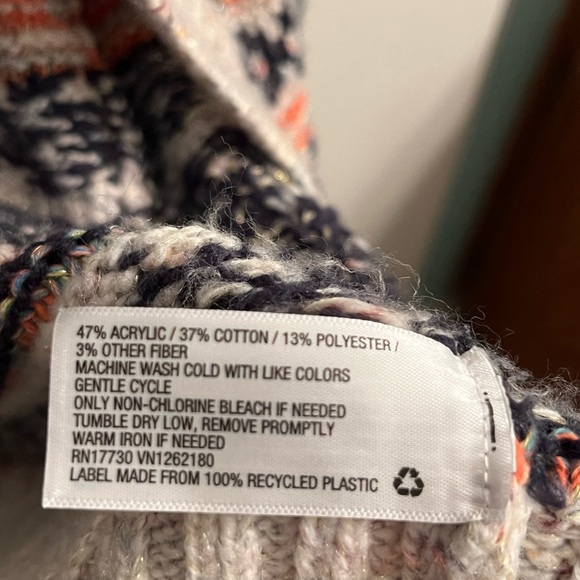 47% ACRYLIC / 37% COTTON / 13% POLYESTER /
3% OTHER FIBER
MACHINE WASH COLD WITH LIKE COLORS
GENTLE CYCLE
ONLY NON-CHLORINE BLEACH IF NEEDED
TUMBLE DRY LOW, REMOVE PROMPTLY
WARM IRON IF NEEDED
RN17730 VN1262180
LABEL MADE FROM 100% RECYCLED PLASTIC